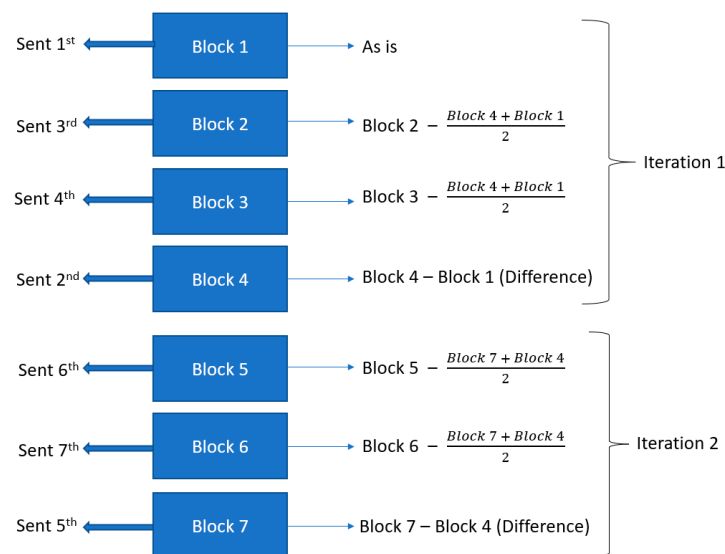 Sent 1st Block 1 As is
Sent 3rd Block 2 Block 2 − (Block 4 + Block 1)/2
Iteration 1
Sent 4th Block 3 Block 3 − (Block 4 + Block 1)/2
Sent 2nd Block 4 Block 4 – Block 1 (Difference)
Sent 6th Block 5 Block 5 − (Block 7 + Block 4)/2
Sent 7th Block 6 Block 6 − (Block 7 + Block 4)/2
Iteration 2
Sent 5th Block 7 Block 7 – Block 4 (Difference)